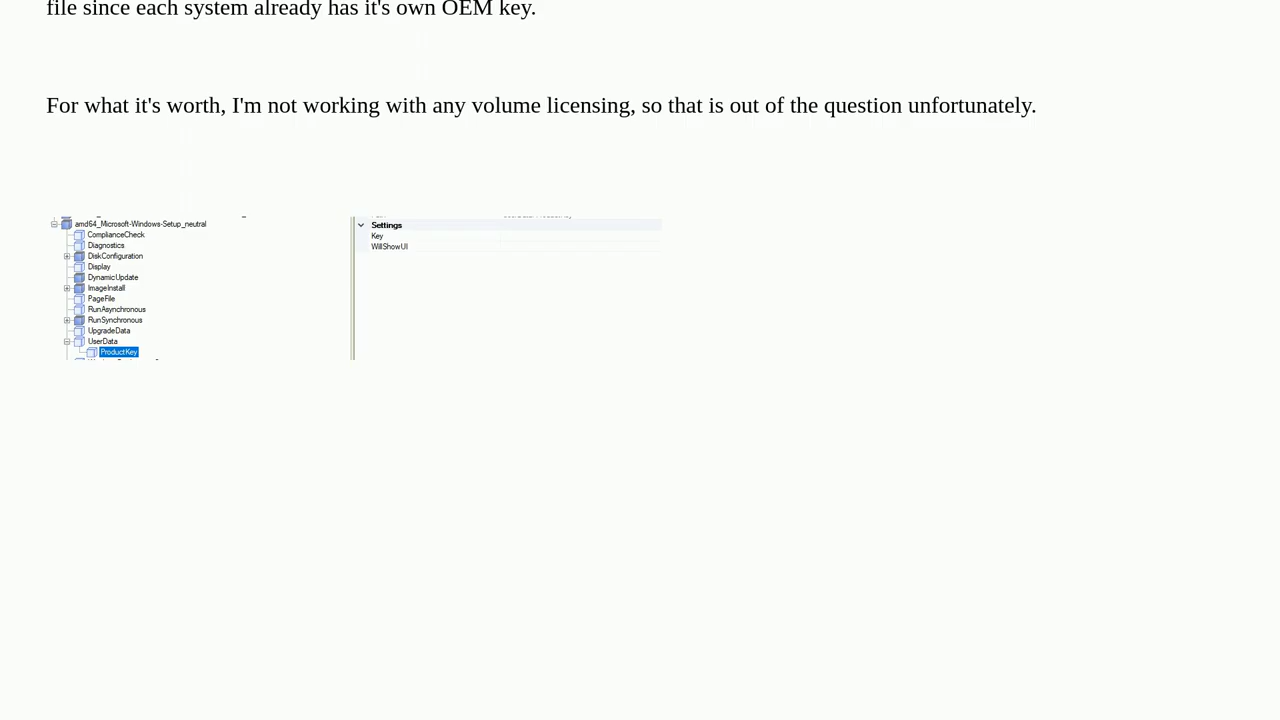 file since each system already has it's own OEM key.
For what it's worth, I'm not working with any volume licensing, so that is out of the question unfortunately.
amd64_Microsoft-Windows-Setup_neutral
ComplianceCheck
Diagnostics
DiskConfiguration
Display
DynamicUpdate
ImageInstall
PageFile
RunAsynchronous
RunSynchronous
UpgradeData
UserData
ProductKey
Settings
Key
WillShowUI